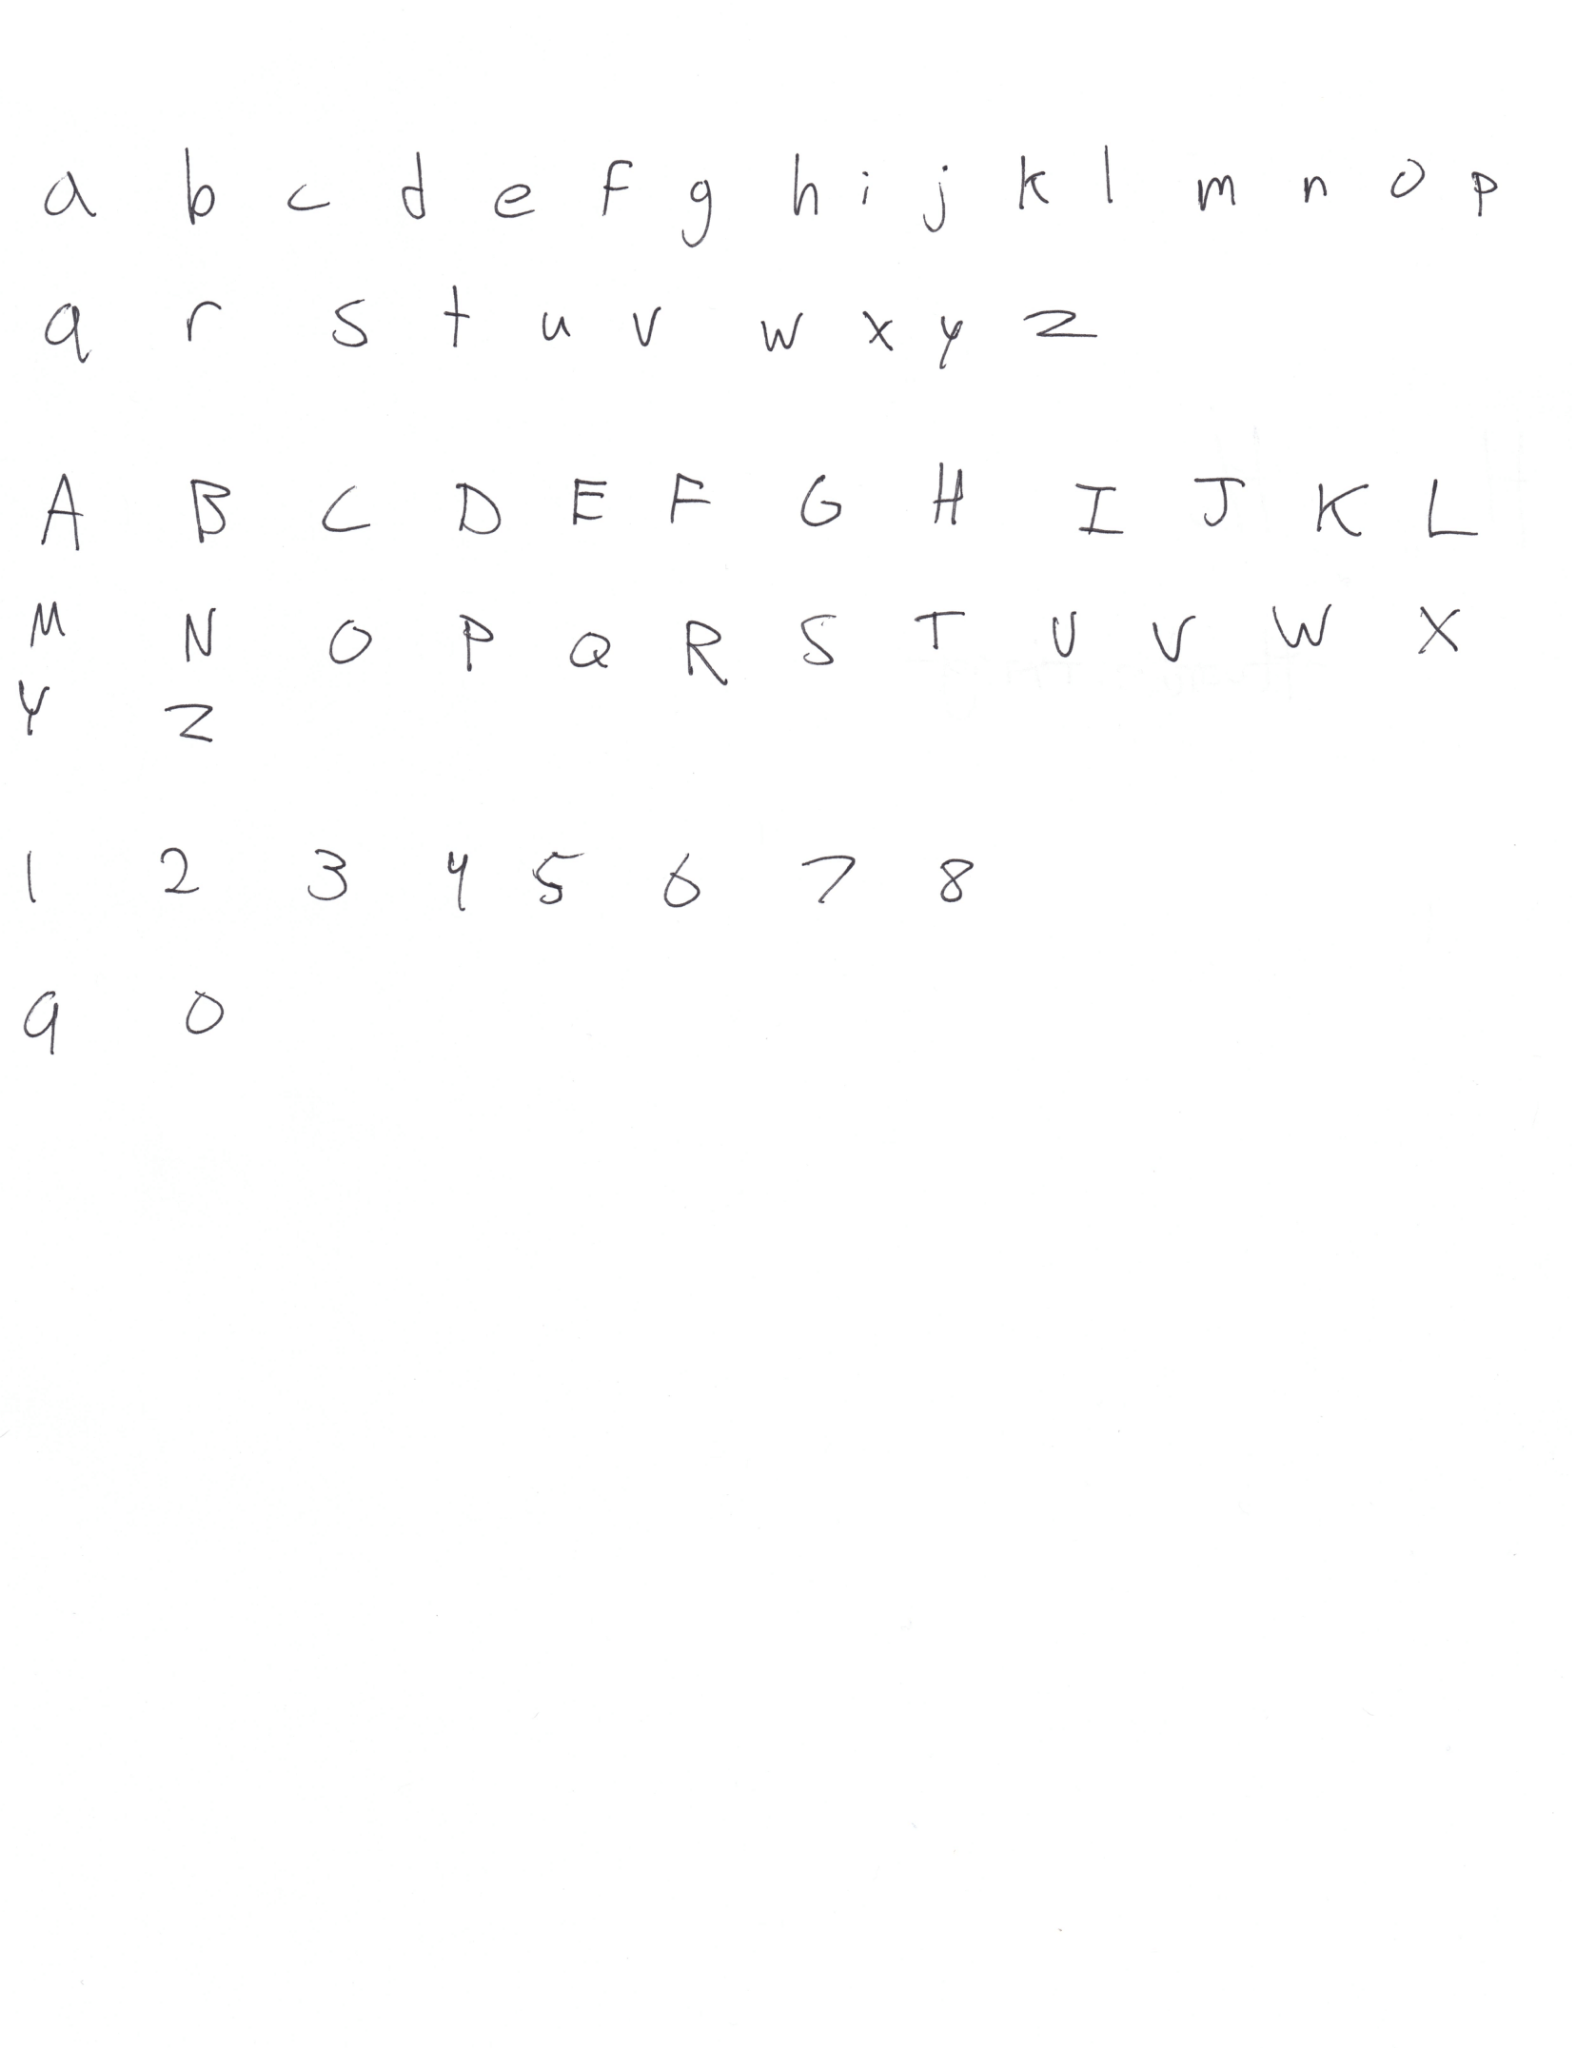 a b c d e f g h i j k l m n o p
q r s t u v w x y z
A B C D E F G H I J K L
M N O P Q R S T U V W X
Y Z
1 2 3 4 5 6 7 8
9 0